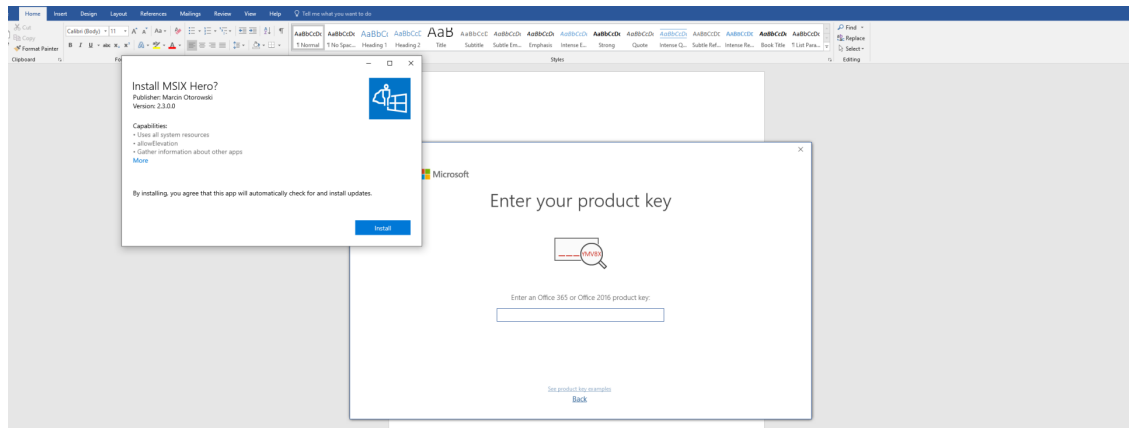 Home Insert Design Layout References Mailings Review View Help Tell me what you want to do
Cut
Copy
Format Painter
Calibri (Body) 11
AaBbCcDc AaBbCcDc AaBbCc AaBbCcC AaB AaBbCcC AaBbCcDc AaBbCcDc AaBbCcDc AaBbCcDc AaBbCcDc AaBbCcDc AaBbCcDc AaBbCcDc AaBbCcDc AaBbCcDc
¶ Normal ¶ No Spac... Heading 1 Heading 2 Title Subtitle Subtle Em... Emphasis Intense E... Strong Quote Intense Q... Subtle Ref... Intense Re... Book Title ¶ List Para...
Find
Replace
Select
Clipboard Fo Styles Editing
Install MSIX Hero?
Publisher: Marcin Otorowski
Version: 2.3.0.0
Capabilities:
• Uses all system resources
• allowElevation
• Gather information about other apps
More
By installing, you agree that this app will automatically check for and install updates.
Install
Microsoft
Enter your product key
YMV8X
Enter an Office 365 or Office 2016 product key:
See product key examples
Back